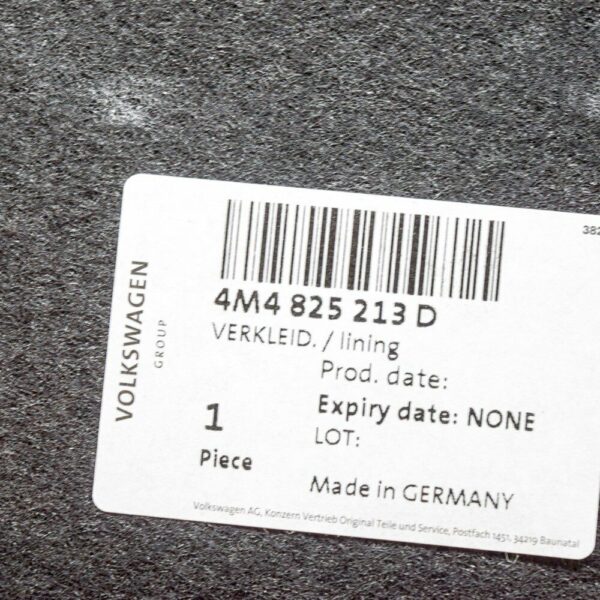 382
4M4 825 213 D
VERKLEID. / lining
Prod. date:
Expiry date: NONE
LOT:
1
Piece
Made in GERMANY
Volkswagen AG, Konzern Vertrieb Original Teile und Service, Postfach 1451, 34219 Baunatal
VOLKSWAGEN
GROUP